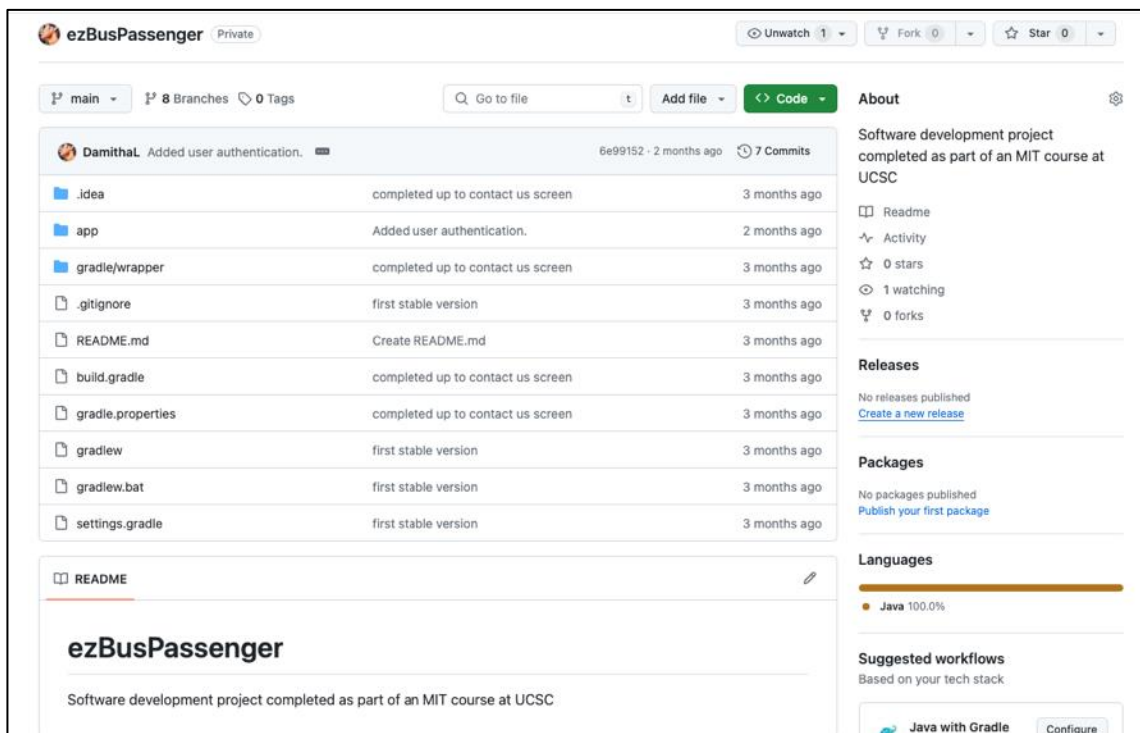 ezBusPassenger Private
Unwatch 1 Fork 0 Star 0
main 8 Branches 0 Tags Go to file t Add file <> Code
DamithaL Added user authentication. 6e99152 · 2 months ago 7 Commits
.idea completed up to contact us screen 3 months ago
app Added user authentication. 2 months ago
gradle/wrapper completed up to contact us screen 3 months ago
.gitignore first stable version 3 months ago
README.md Create README.md 3 months ago
build.gradle completed up to contact us screen 3 months ago
gradle.properties completed up to contact us screen 3 months ago
gradlew first stable version 3 months ago
gradlew.bat first stable version 3 months ago
settings.gradle first stable version 3 months ago
README
ezBusPassenger
Software development project completed as part of an MIT course at UCSC
About
Software development project
completed as part of an MIT course at
UCSC
Readme
Activity
0 stars
1 watching
0 forks
Releases
No releases published
Create a new release
Packages
No packages published
Publish your first package
Languages
Java 100.0%
Suggested workflows
Based on your tech stack
Java with Gradle Configure